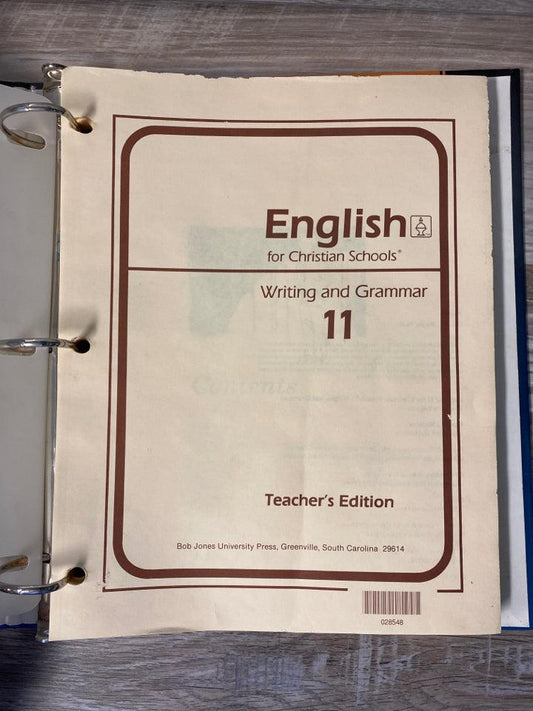 English
for Christian Schools®
Writing and Grammar
11
Contents
Teacher's Edition
Bob Jones University Press, Greenville, South Carolina 29614
028548